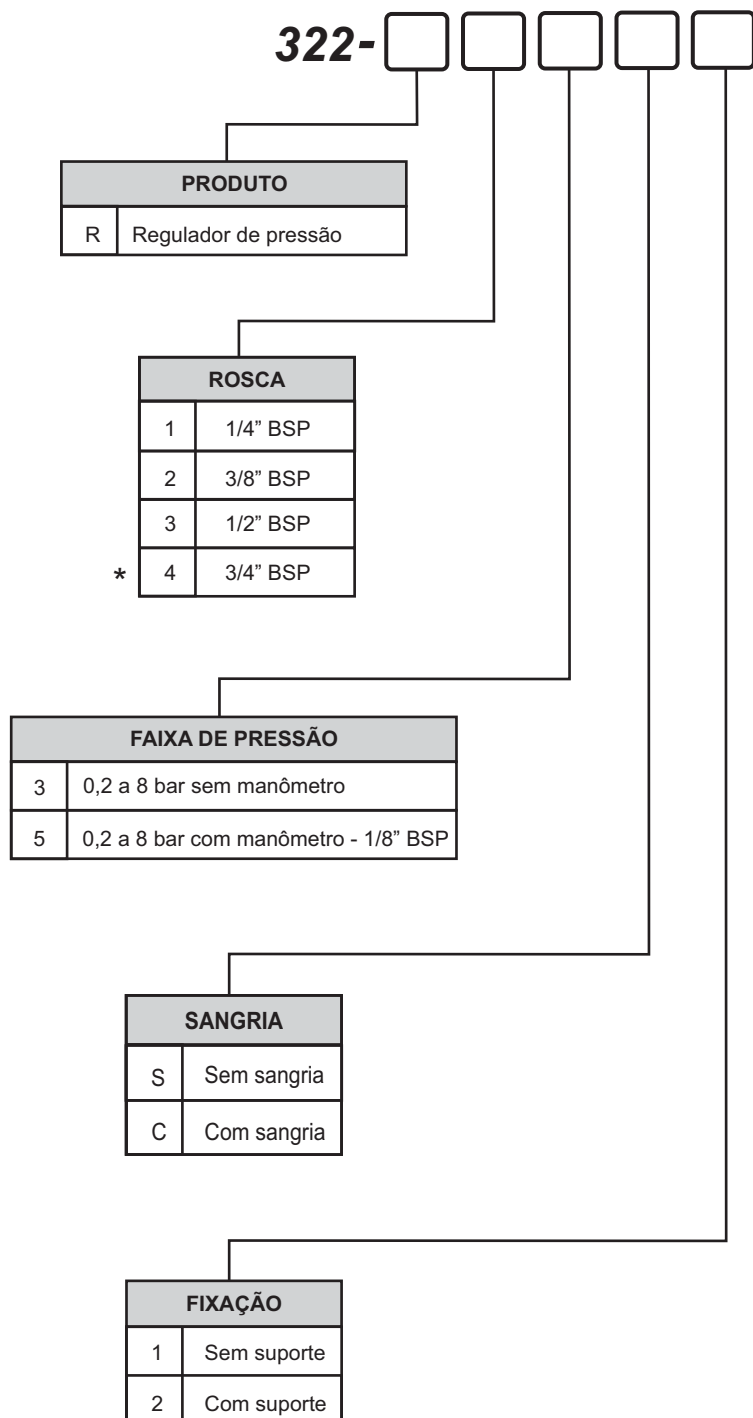 322-
PRODUTO
R Regulador de pressão
ROSCA
1 1/4” BSP
2 3/8” BSP
3 1/2” BSP
* 4 3/4” BSP
FAIXA DE PRESSÃO
3 0,2 a 8 bar sem manômetro
5 0,2 a 8 bar com manômetro - 1/8” BSP
SANGRIA
S Sem sangria
C Com sangria
FIXAÇÃO
1 Sem suporte
2 Com suporte